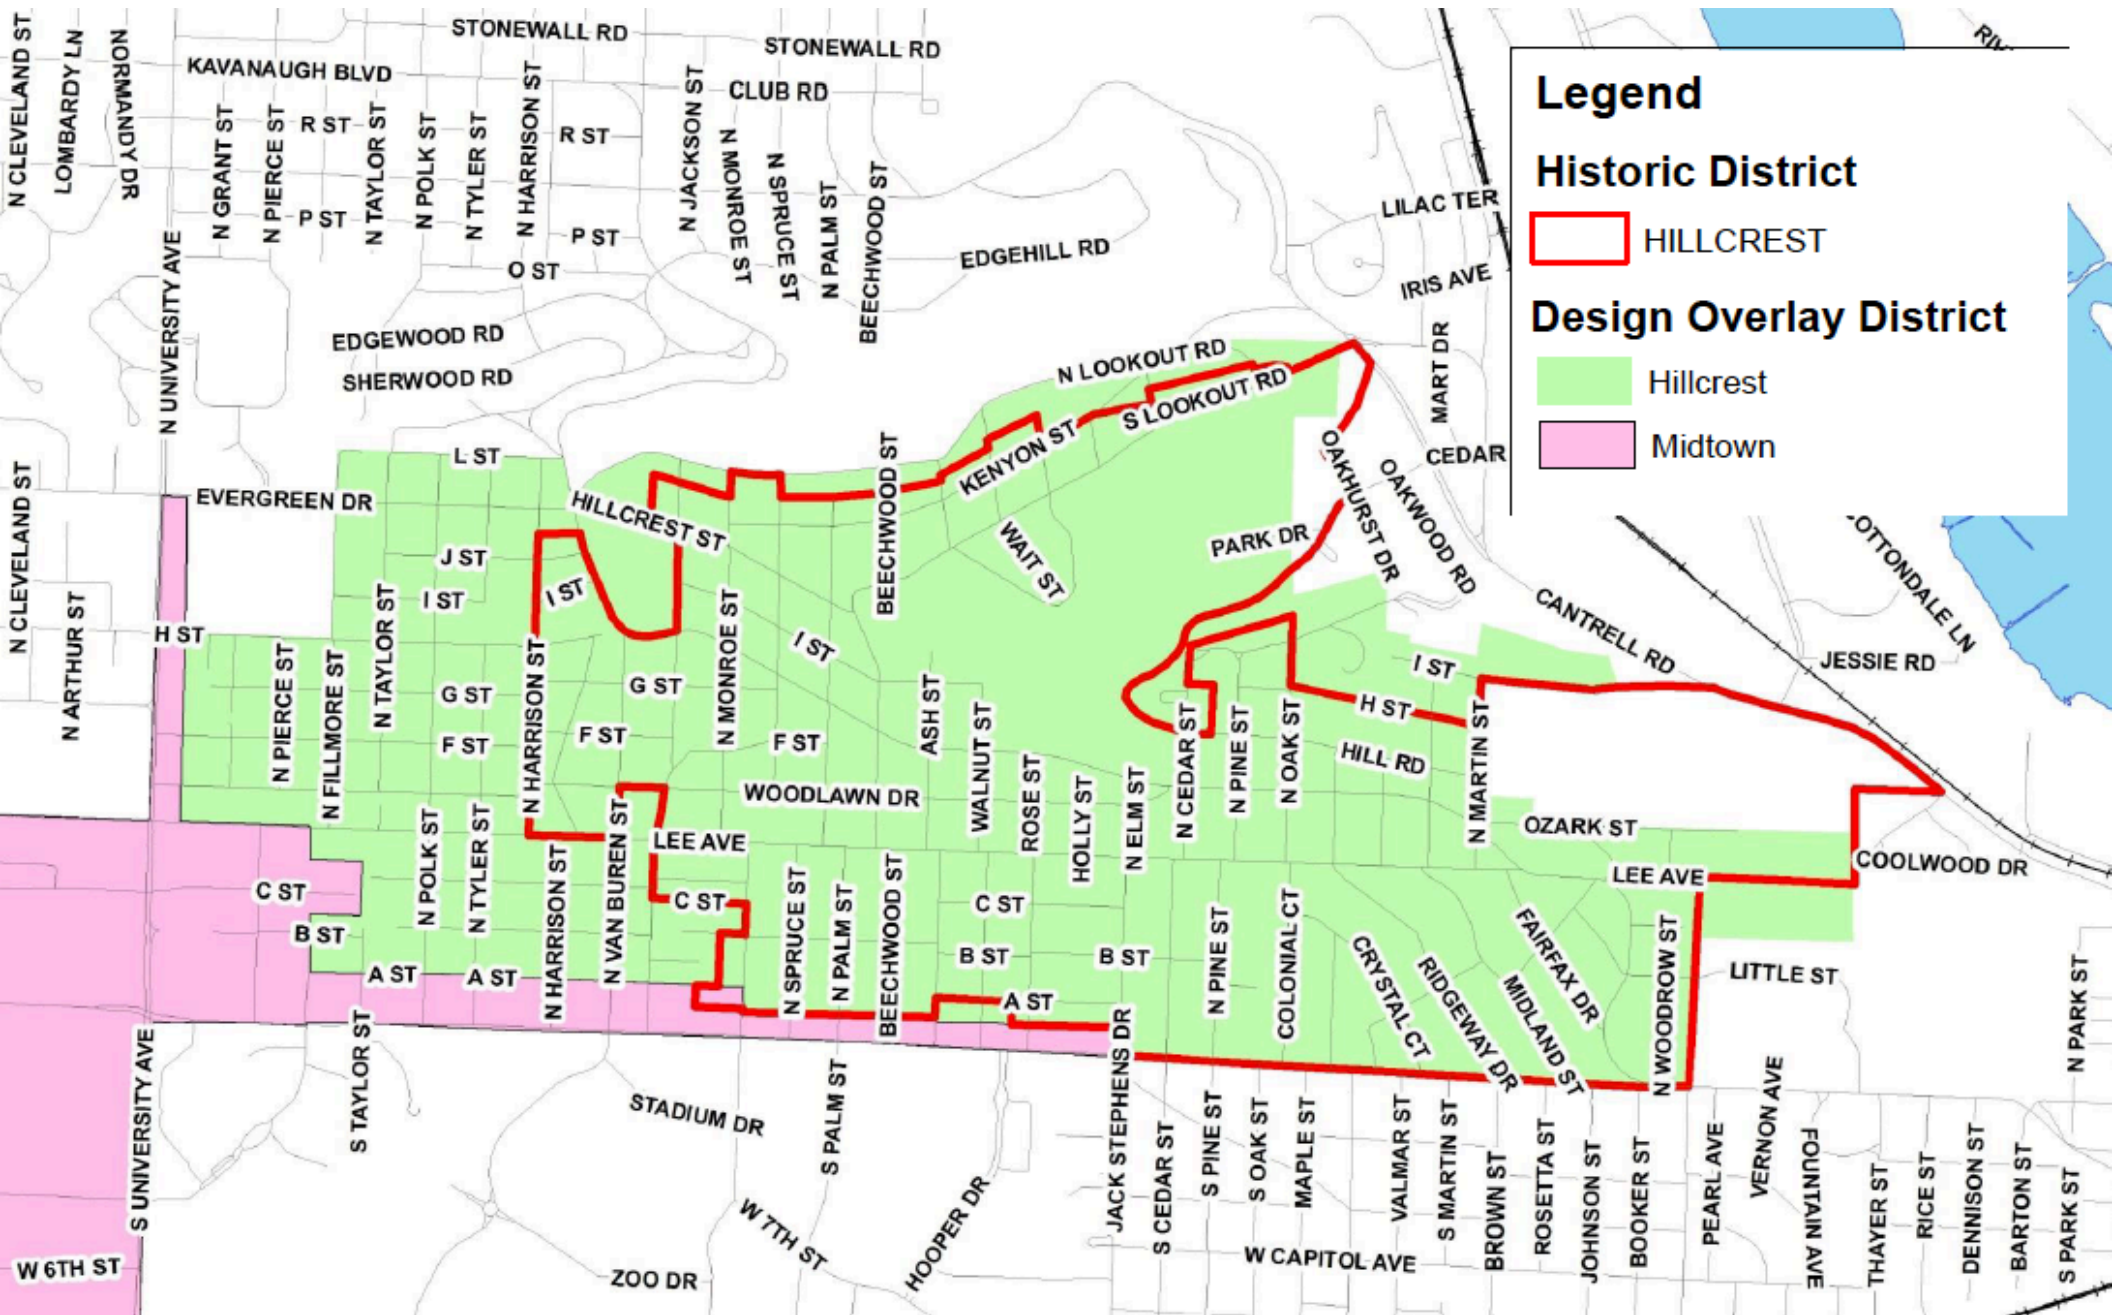 STONEWALL RD
STONEWALL RD
KAVANAUGH BLVD
CLUB RD
N CLEVELAND ST
LOMBARDY LN
NORMANDY DR
N GRANT ST
N PIERCE ST
R ST
N TAYLOR ST
N POLK ST
N TYLER ST
N HARRISON ST
R ST
N JACKSON ST
N MONROE ST
N SPRUCE ST
N PALM ST
BEECHWOOD ST
P ST
P ST
O ST
EDGEHILL RD
LILAC TER
IRIS AVE
Legend
Historic District
HILLCREST
Design Overlay District
Hillcrest
Midtown
N UNIVERSITY AVE
EDGEWOOD RD
SHERWOOD RD
N LOOKOUT RD
S LOOKOUT RD
MART DR
KENYON ST
CEDAR
L ST
EVERGREEN DR
HILLCREST ST
BEECHWOOD ST
OAKHURST DR
OAKWOOD RD
PARK DR
WAIT ST
N CLEVELAND ST
N ARTHUR ST
J ST
I ST
I ST
H ST
N TAYLOR ST
N MONROE ST
I ST
CANTRELL RD
JESSIE RD
I ST
N PIERCE ST
N FILLMORE ST
G ST
N HARRISON ST
G ST
ASH ST
WALNUT ST
H ST
F ST
F ST
F ST
HILL RD
N CEDAR ST
N PINE ST
N OAK ST
N MARTIN ST
WOODLAWN DR
ROSE ST
HOLLY ST
N ELM ST
OZARK ST
N POLK ST
N TYLER ST
N VAN BUREN ST
LEE AVE
LEE AVE
COOLWOOD DR
C ST
C ST
C ST
N HARRISON ST
N SPRUCE ST
N PALM ST
BEECHWOOD ST
B ST
B ST
B ST
N PINE ST
COLONIAL CT
CRYSTAL CT
RIDGEWAY DR
MIDLAND ST
FAIRFAX DR
N WOODROW ST
A ST
A ST
A ST
LITTLE ST
N PARK ST
S UNIVERSITY AVE
S TAYLOR ST
STADIUM DR
S PALM ST
HOOPER DR
JACK STEPHENS DR
S CEDAR ST
S PINE ST
S OAK ST
MAPLE ST
VALMAR ST
S MARTIN ST
BROWN ST
ROSETTA ST
JOHNSON ST
BOOKER ST
PEARL AVE
VERNON AVE
FOUNTAIN AVE
THAYER ST
RICE ST
DENNISON ST
BARTON ST
S PARK ST
W 7TH ST
W CAPITOL AVE
W 6TH ST
ZOO DR